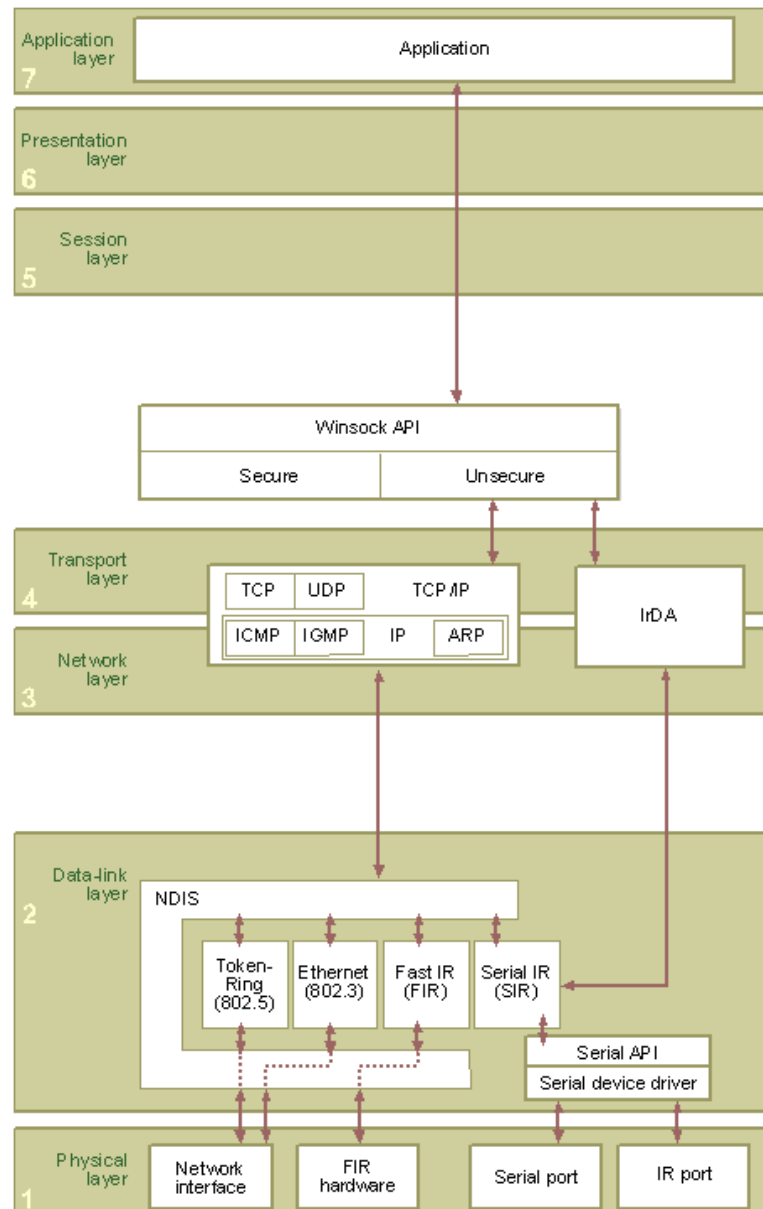 Application
layer
7
Application
Presentation
layer
6
Session
layer
5
Winsock API
Secure
Unsecure
Transport
layer
4
TCP
UDP
TCP/IP
ICMP
IGMP
IP
ARP
IrDA
Network
layer
3
Data-link
layer
2
NDIS
Token-
Ring
(802.5)
Ethernet
(802.3)
Fast IR
(FIR)
Serial IR
(SIR)
Serial API
Serial device driver
Physical
layer
1
Network
interface
FIR
hardware
Serial port
IR port